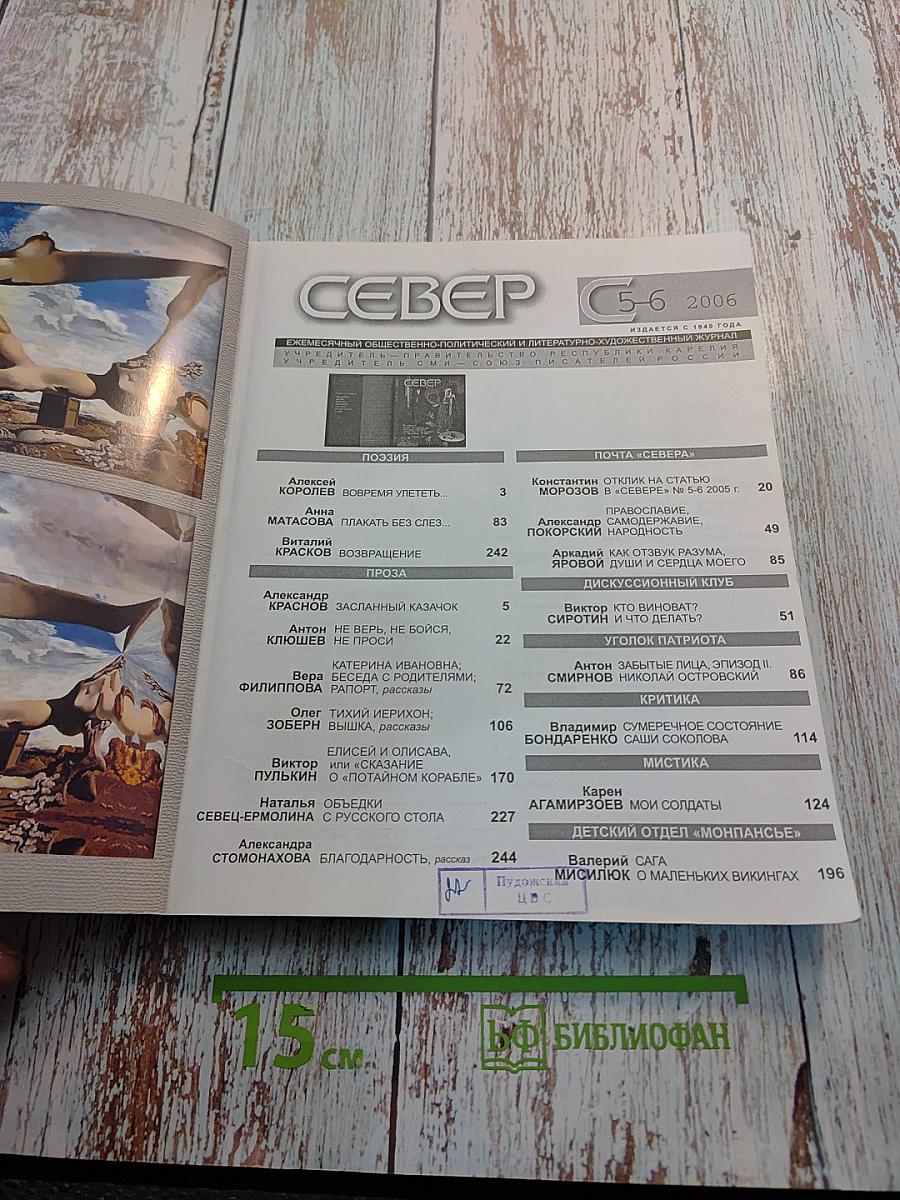 СЕВЕР
С 5-6 2006
ИЗДАЕТСЯ С 1940 ГОДА
ЕЖЕМЕСЯЧНЫЙ ОБЩЕСТВЕННО-ПОЛИТИЧЕСКИЙ И ЛИТЕРАТУРНО-ХУДОЖЕСТВЕННЫЙ ЖУРНАЛ
УЧРЕДИТЕЛЬ—ПРАВИТЕЛЬСТВО РЕСПУБЛИКИ КАРЕЛИЯ
УЧРЕДИТЕЛЬ СМИ—СОЮЗ ПИСАТЕЛЕЙ РОССИИ
СЕВЕР
ПОЭЗИЯ
Алексей
КОРОЛЕВ ВОВРЕМЯ УЛЕТЕТЬ... 3
Анна
МАТАСОВА ПЛАКАТЬ БЕЗ СЛЕЗ... 83
Виталий
КРАСКОВ ВОЗВРАЩЕНИЕ 242
ПРОЗА
Александр
КРАСНОВ ЗАСЛАННЫЙ КАЗАЧОК 5
Антон НЕ ВЕРЬ, НЕ БОЙСЯ,
КЛЮШЕВ НЕ ПРОСИ 22
КАТЕРИНА ИВАНОВНА;
Вера БЕСЕДА С РОДИТЕЛЯМИ;
ФИЛИППОВА РАПОРТ, рассказы 72
Олег ТИХИЙ ИЕРИХОН;
ЗОБЕРН ВЫШКА, рассказы 106
ЕЛИСЕЙ И ОЛИСАВА,
Виктор или «СКАЗАНИЕ
ПУЛЬКИН О «ПОТАЙНОМ КОРАБЛЕ» 170
Наталья ОБЪЕДКИ
СЕВЕЦ-ЕРМОЛИНА С РУССКОГО СТОЛА 227
Александра
СТОМОНАХОВА БЛАГОДАРНОСТЬ, рассказ 244
ПОЧТА «СЕВЕРА»
Константин ОТКЛИК НА СТАТЬЮ
МОРОЗОВ В «СЕВЕРЕ» № 5-6 2005 г. 20
ПРАВОСЛАВИЕ,
Александр САМОДЕРЖАВИЕ,
ПОКОРСКИЙ НАРОДНОСТЬ 49
Аркадий КАК ОТЗВУК РАЗУМА,
ЯРОВОЙ ДУШИ И СЕРДЦА МОЕГО 85
ДИСКУССИОННЫЙ КЛУБ
Виктор КТО ВИНОВАТ?
СИРОТИН И ЧТО ДЕЛАТЬ? 51
УГОЛОК ПАТРИОТА
Антон ЗАБЫТЫЕ ЛИЦА, ЭПИЗОД II.
СМИРНОВ НИКОЛАЙ ОСТРОВСКИЙ 86
КРИТИКА
Владимир СУМЕРЕЧНОЕ СОСТОЯНИЕ
БОНДАРЕНКО САШИ СОКОЛОВА 114
МИСТИКА
Карен
АГАМИРЗОЕВ МОИ СОЛДАТЫ 124
ДЕТСКИЙ ОТДЕЛ «МОНПАНСЬЕ»
Валерий САГА
МИСИЛЮК О МАЛЕНЬКИХ ВИКИНГАХ 196
Пудожская
ЦБС
15 см
БФ БИБЛИОФАН